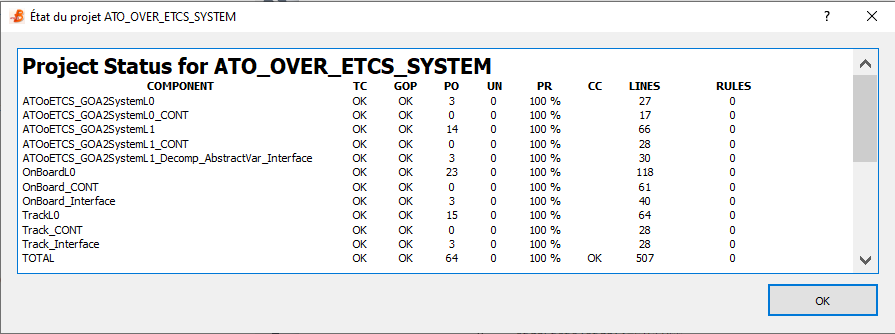 État du projet ATO_OVER_ETCS_SYSTEM
Project Status for ATO_OVER_ETCS_SYSTEM
COMPONENT TC GOP PO UN PR CC LINES RULES
ATOoETCS_GOA2SystemL0 OK OK 3 0 100 % 27 0
ATOoETCS_GOA2SystemL0_CONT OK OK 0 0 100 % 17 0
ATOoETCS_GOA2SystemL1 OK OK 14 0 100 % 66 0
ATOoETCS_GOA2SystemL1_CONT OK OK 0 0 100 % 28 0
ATOoETCS_GOA2SystemL1_Decomp_AbstractVar_Interface OK OK 3 0 100 % 30 0
OnBoardL0 OK OK 23 0 100 % 118 0
OnBoard_CONT OK OK 0 0 100 % 61 0
OnBoard_Interface OK OK 3 0 100 % 40 0
TrackL0 OK OK 15 0 100 % 64 0
Track_CONT OK OK 0 0 100 % 28 0
Track_Interface OK OK 3 0 100 % 28 0
TOTAL OK OK 64 0 100 % OK 507 0
OK